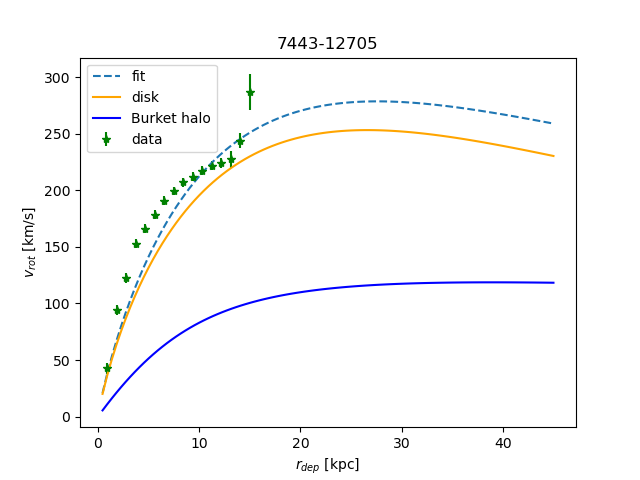 7443-12705
fit
disk
Burket halo
data
300
250
200
150
100
50
0
v_rot [km/s]
0 10 20 30 40
r_dep [kpc]